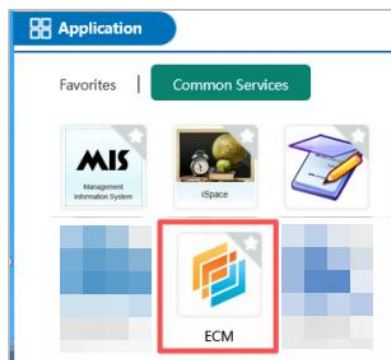 Application
Favorites | Common Services
MIS
Management
Information System
iSpace
ECM